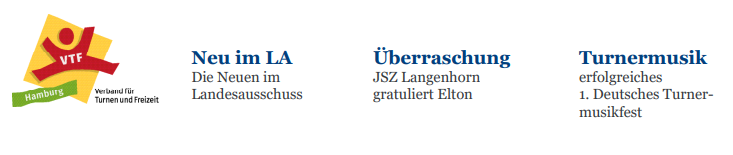 VTF
Hamburg
Verband für
Turnen und Freizeit
Neu im LA
Die Neuen im
Landesausschuss
Überraschung
JSZ Langenhorn
gratuliert Elton
Turnermusik
erfolgreiches
1. Deutsches Turner-
musikfest